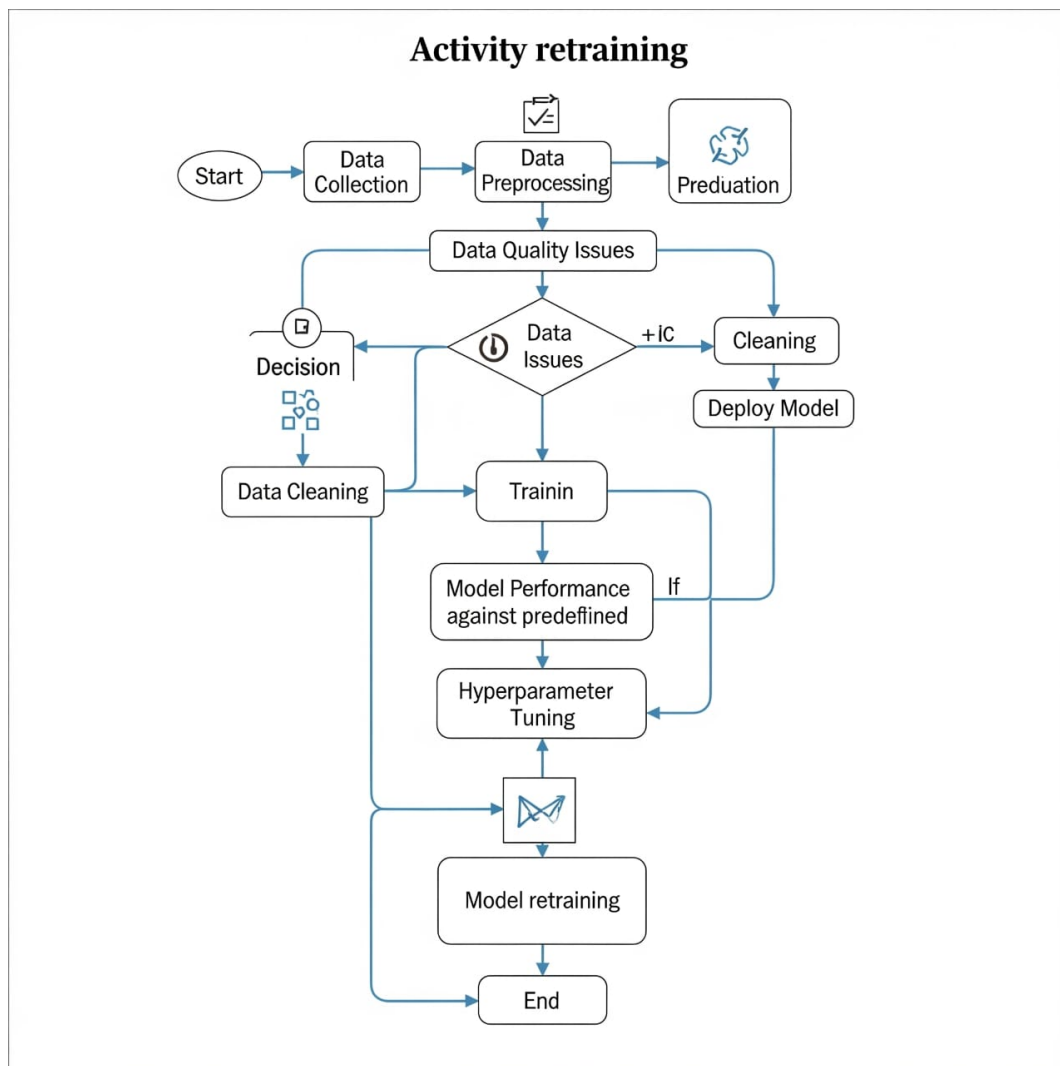 Activity retraining
Start
Data
Collection
Data
Preprocessing
Preduation
Data Quality Issues
Decision
Data
Issues
+iC
Cleaning
Deploy Model
Data Cleaning
Trainin
Model Performance
against predefined
If
Hyperparameter
Tuning
Model retraining
End